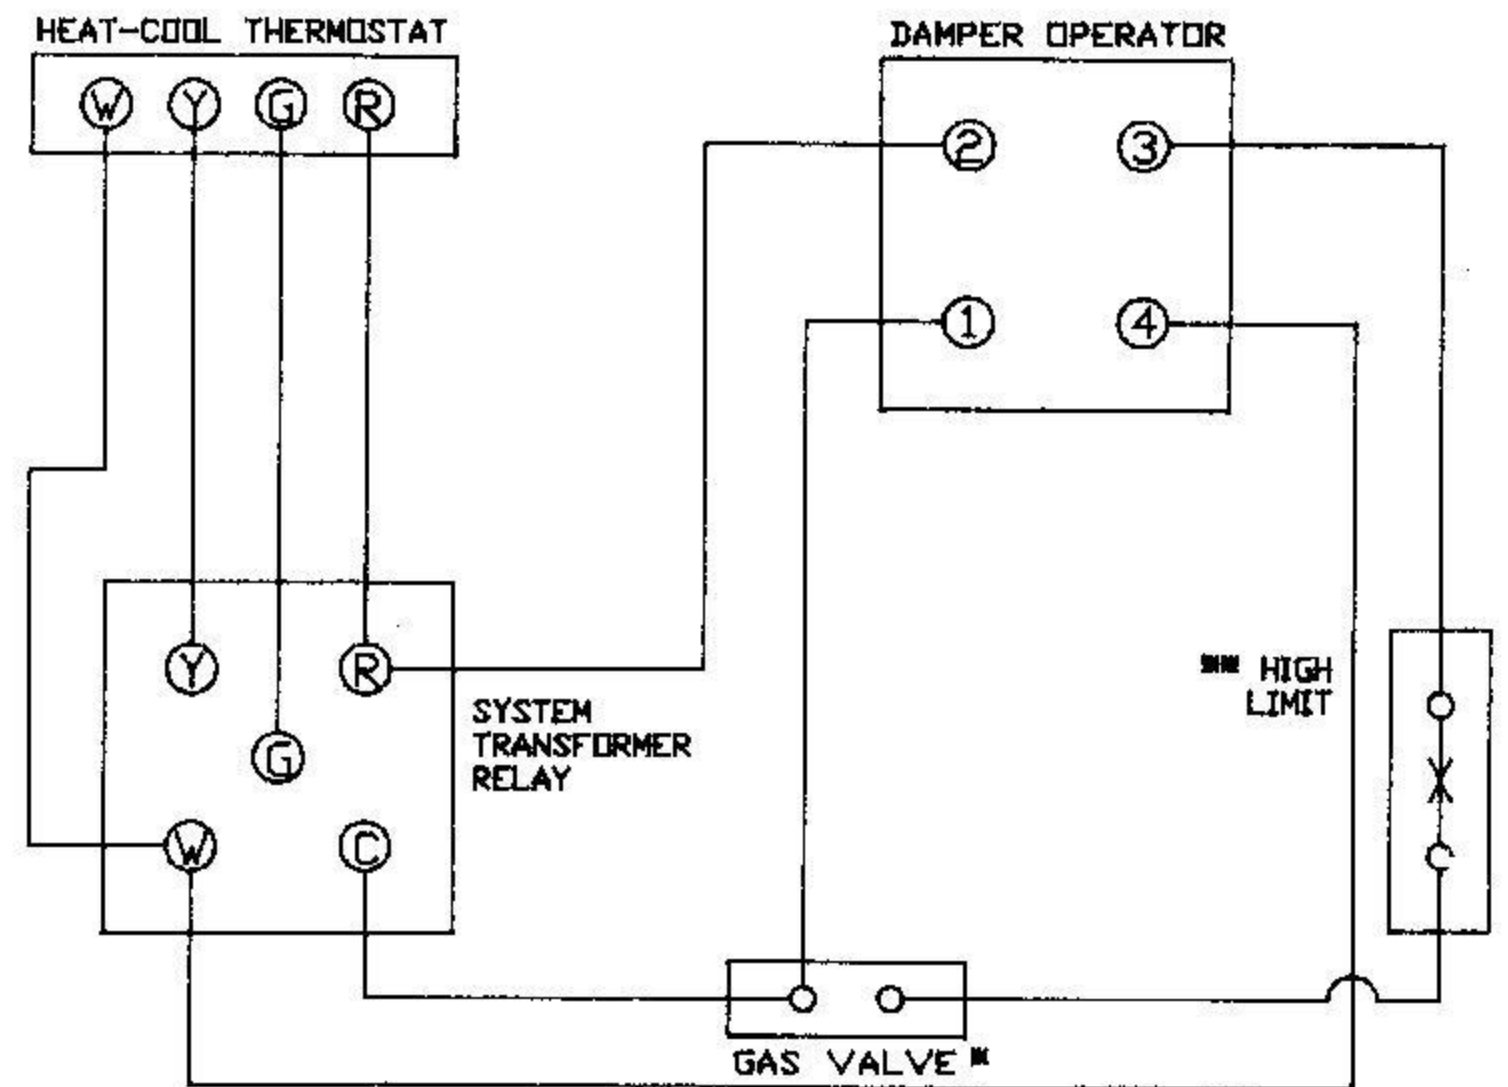 HEAT-COOL THERMOSTAT
DAMPER OPERATOR
W Y G R
2 3
1 4
Y R
G
W C
SYSTEM
TRANSFORMER
RELAY
HIGH
LIMIT
GAS VALVE*